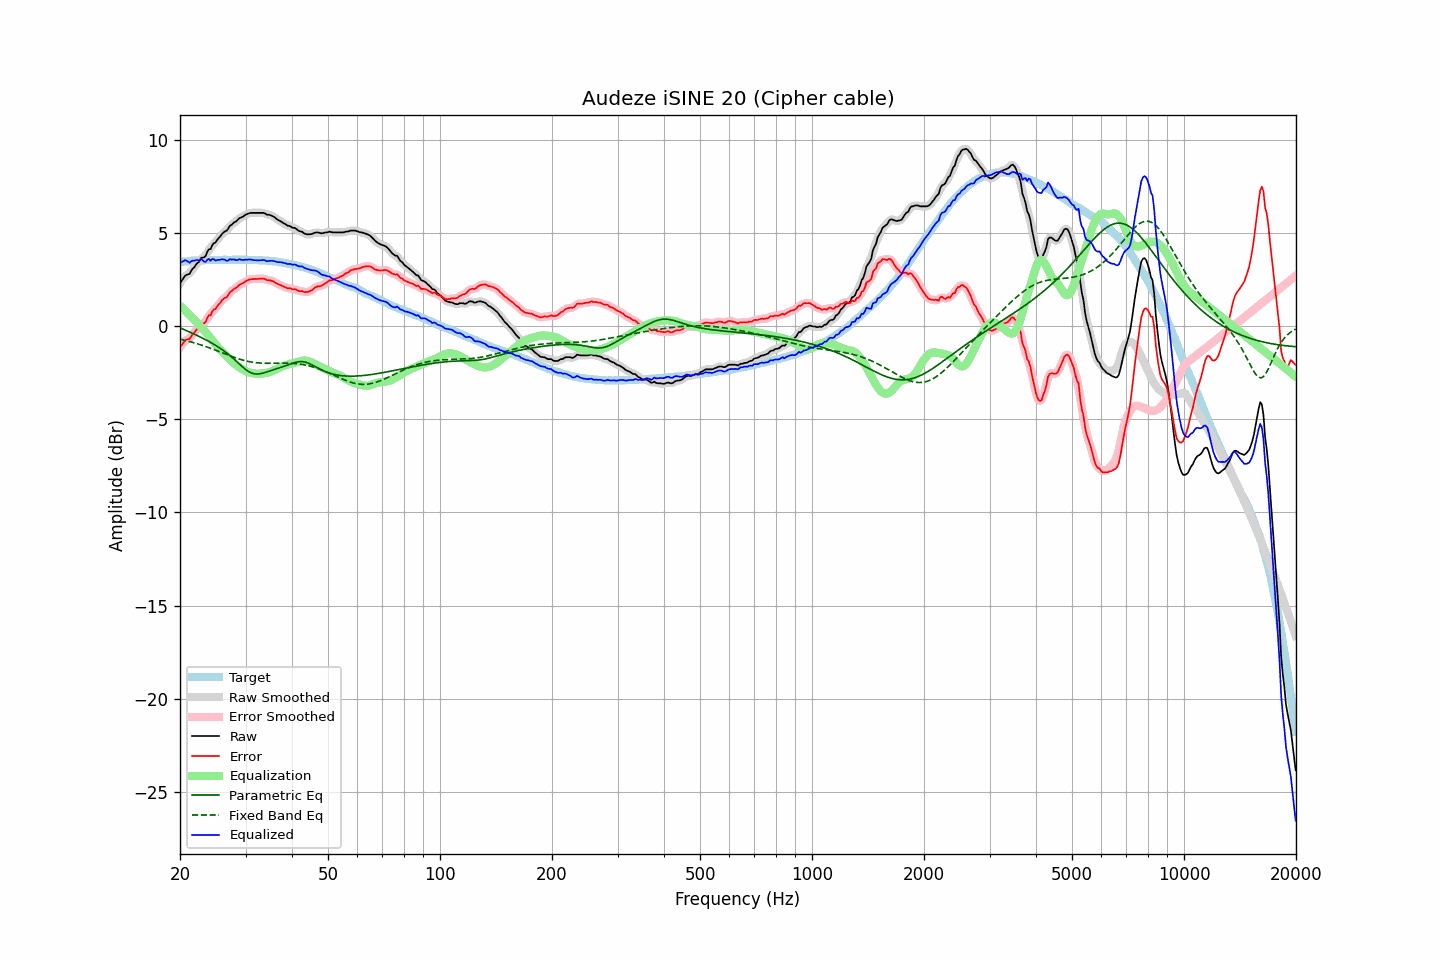 Audeze iSINE 20 (Cipher cable)
10
5
0
−5
−10
−15
−20
−25
Amplitude (dBr)
Target
Raw Smoothed
Error Smoothed
Raw
Error
Equalization
Parametric Eq
Fixed Band Eq
Equalized
20 50 100 200 500 1000 2000 5000 10000 20000
Frequency (Hz)